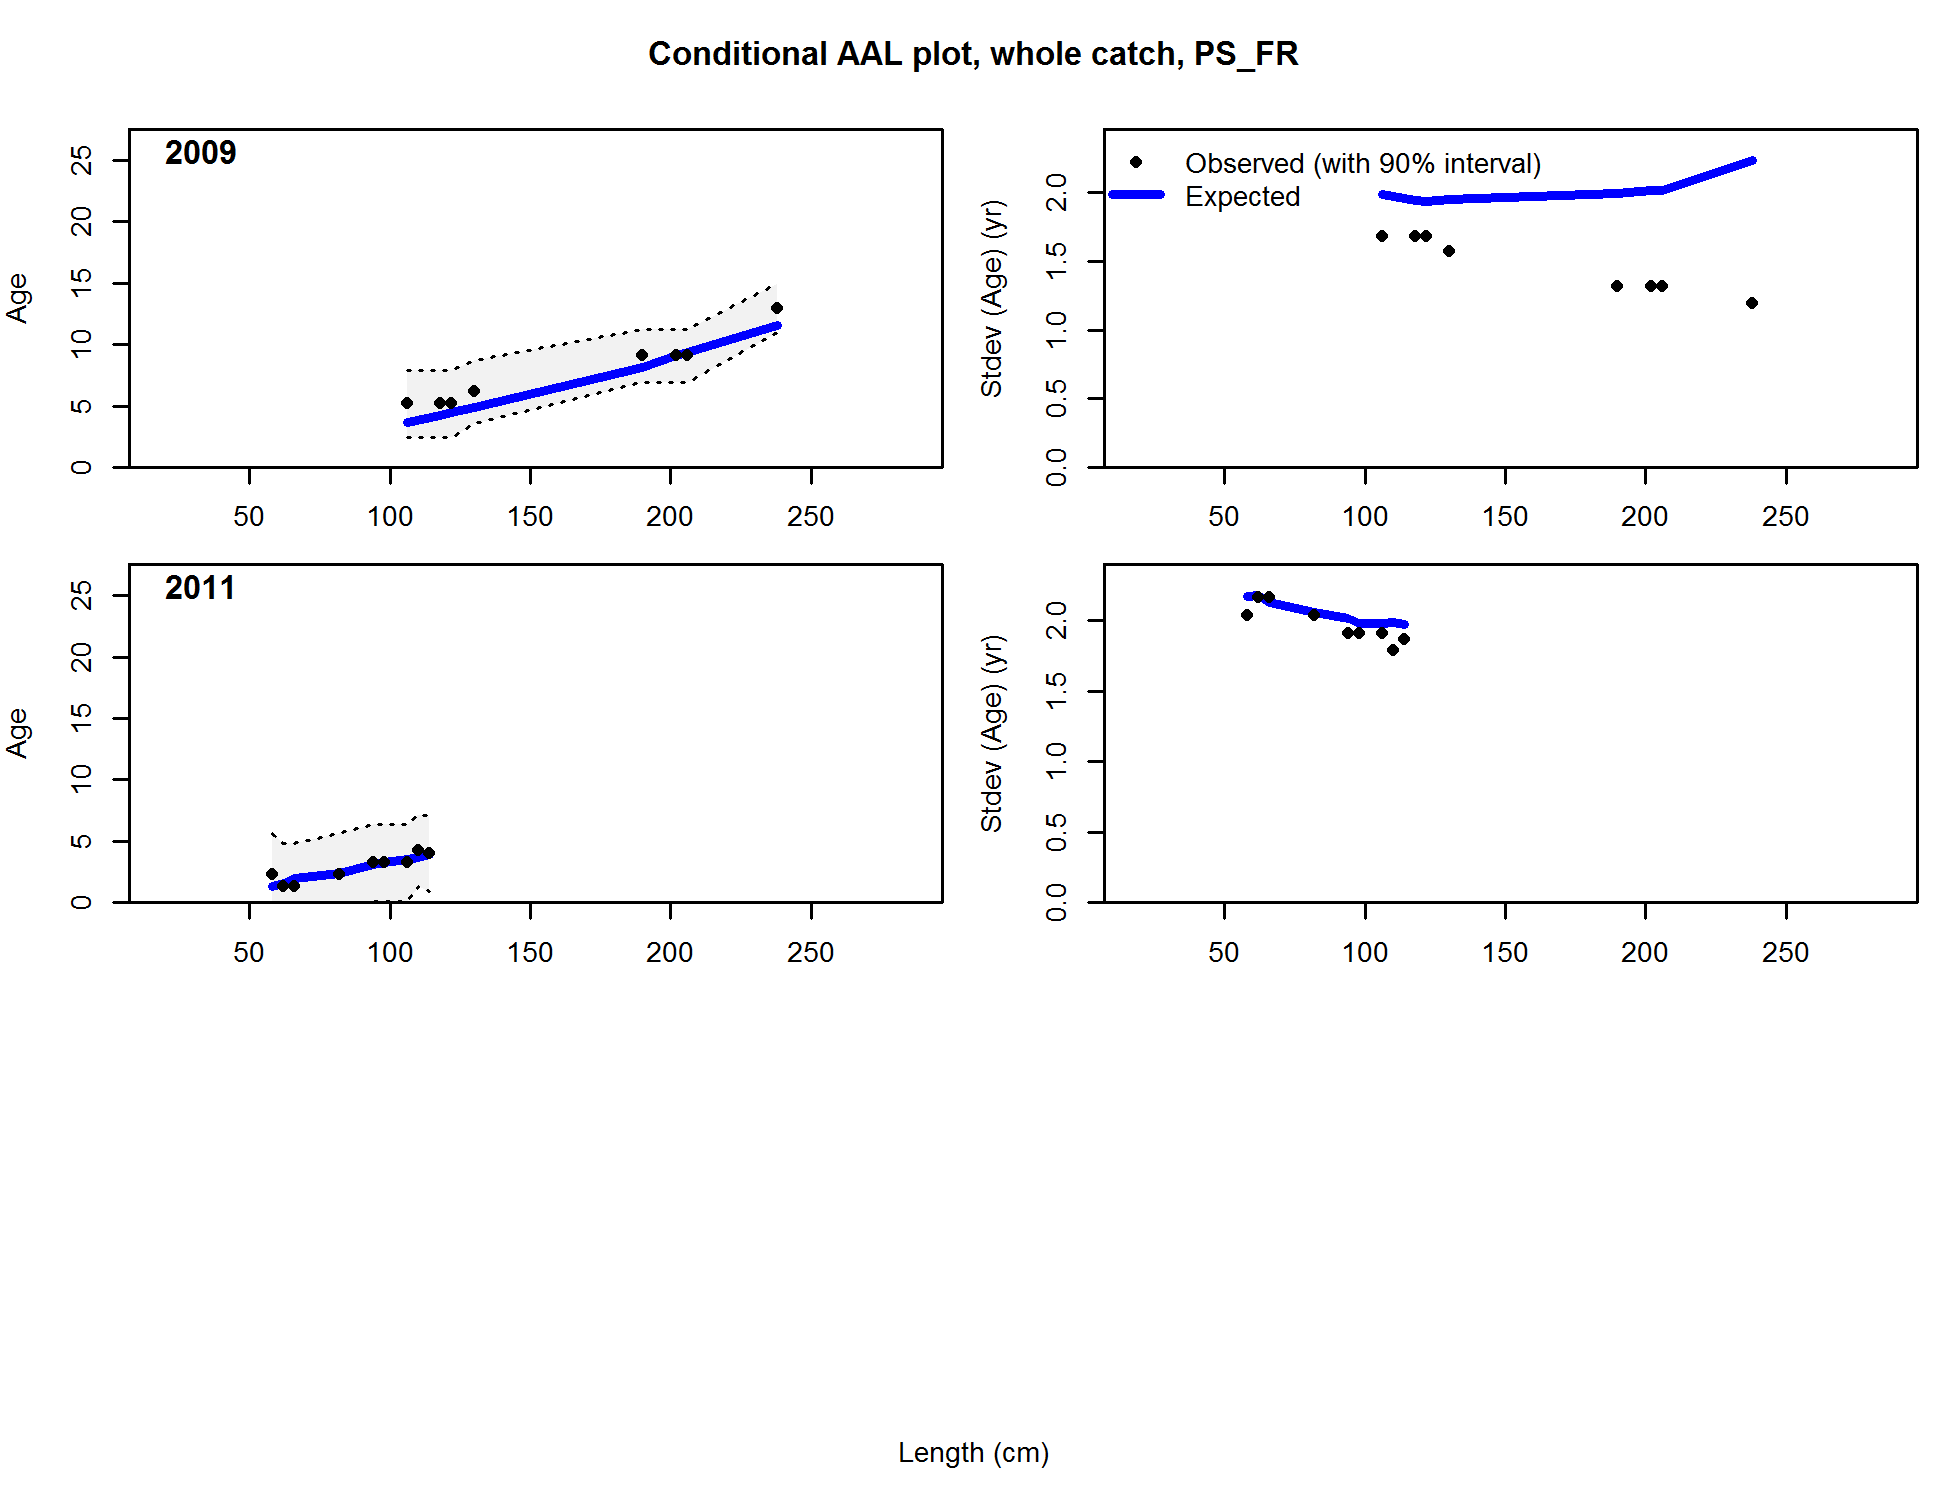 Conditional AAL plot, whole catch, PS_FR
2009
Age
0 5 10 15 20 25
50 100 150 200 250
Observed (with 90% interval)
Expected
Stdev (Age) (yr)
0.0 0.5 1.0 1.5 2.0
50 100 150 200 250
2011
Age
0 5 10 15 20 25
50 100 150 200 250
Stdev (Age) (yr)
0.0 0.5 1.0 1.5 2.0
50 100 150 200 250
Length (cm)